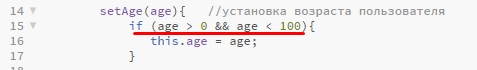 14 setAge(age){ //установка возраста пользователя
15 if (age > 0 && age < 100){
16 this.age = age;
17 }